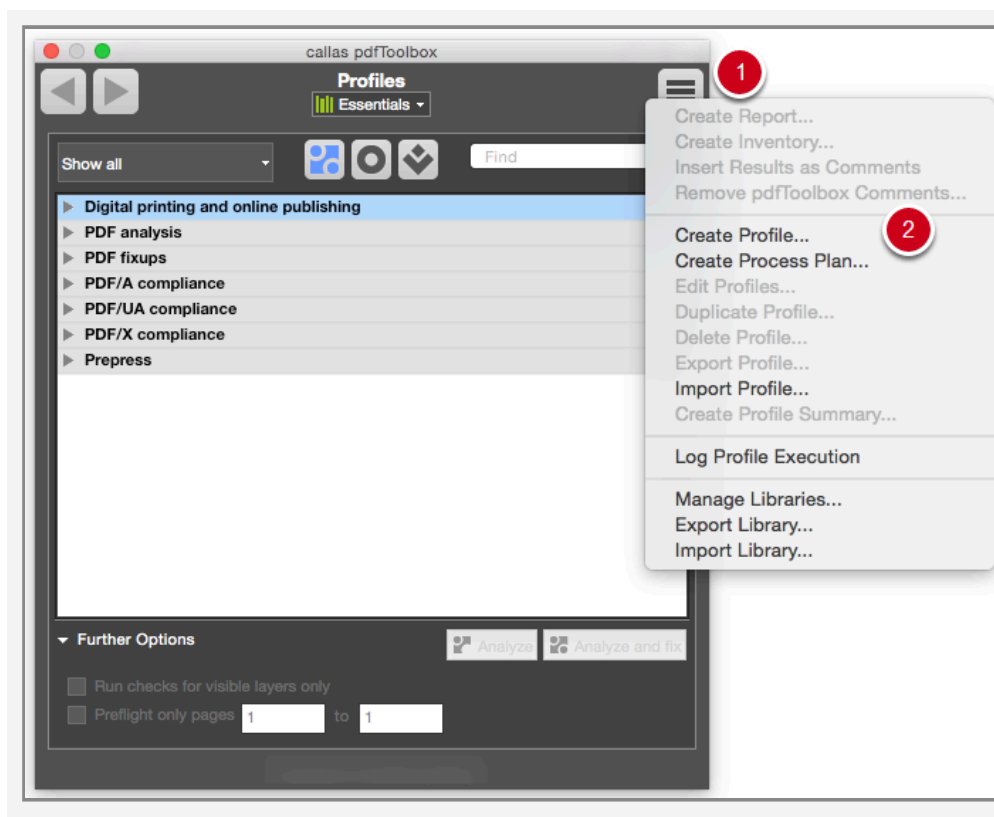 callas pdfToolbox
Profiles
Essentials
1
Show all
Find
Digital printing and online publishing
PDF analysis
PDF fixups
PDF/A compliance
PDF/UA compliance
PDF/X compliance
Prepress
Create Report...
Create Inventory...
Insert Results as Comments
Remove pdfToolbox Comments...
2
Create Profile...
Create Process Plan...
Edit Profiles...
Duplicate Profile...
Delete Profile...
Export Profile...
Import Profile...
Create Profile Summary...
Log Profile Execution
Manage Libraries...
Export Library...
Import Library...
Further Options
Analyze
Analyze and fix
Run checks for visible layers only
Preflight only pages 1 to 1